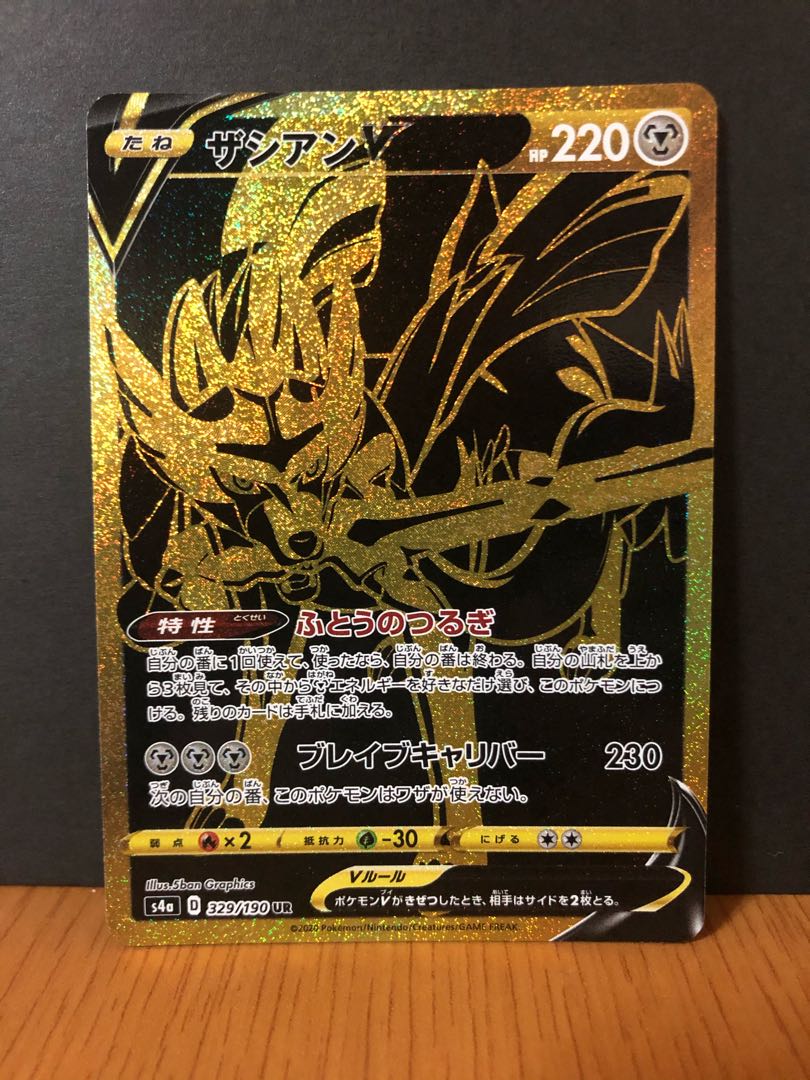 たね ザシアンV HP 220
特性 とくせい ふとうのつるぎ
自分の番に1回使えて、使ったなら、自分の番は終わる。自分の山札を上か
ら3枚見て、その中からエネルギーを好きなだけ選び、このポケモンにつ
ける。残りのカードは手札に加える。
ブレイブキャリバー 230
次の自分の番、このポケモンはワザが使えない。
弱点 ×2 抵抗力 -30 にげる
Vルール
ポケモンVがきぜつしたとき、相手はサイドを2枚とる。
Illus. 5ban Graphics
s4a D 329/190 UR
©2020 Pokémon/Nintendo/Creatures/GAME FREAK.